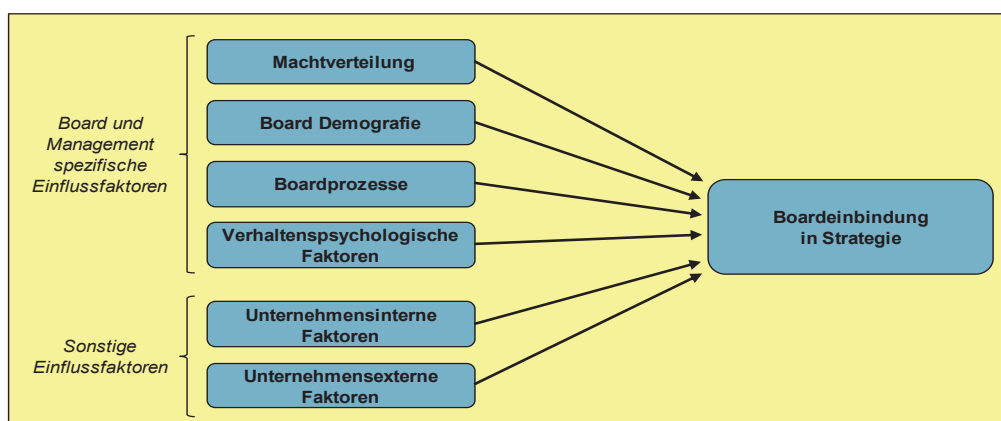 Machtverteilung
Board Demografie
Board und
Management
spezifische
Einflussfaktoren
Boardprozesse
Verhaltenspsychologische
Faktoren
Boardeinbindung
in Strategie
Unternehmensinterne
Faktoren
Sonstige
Einflussfaktoren
Unternehmensexterne
Faktoren